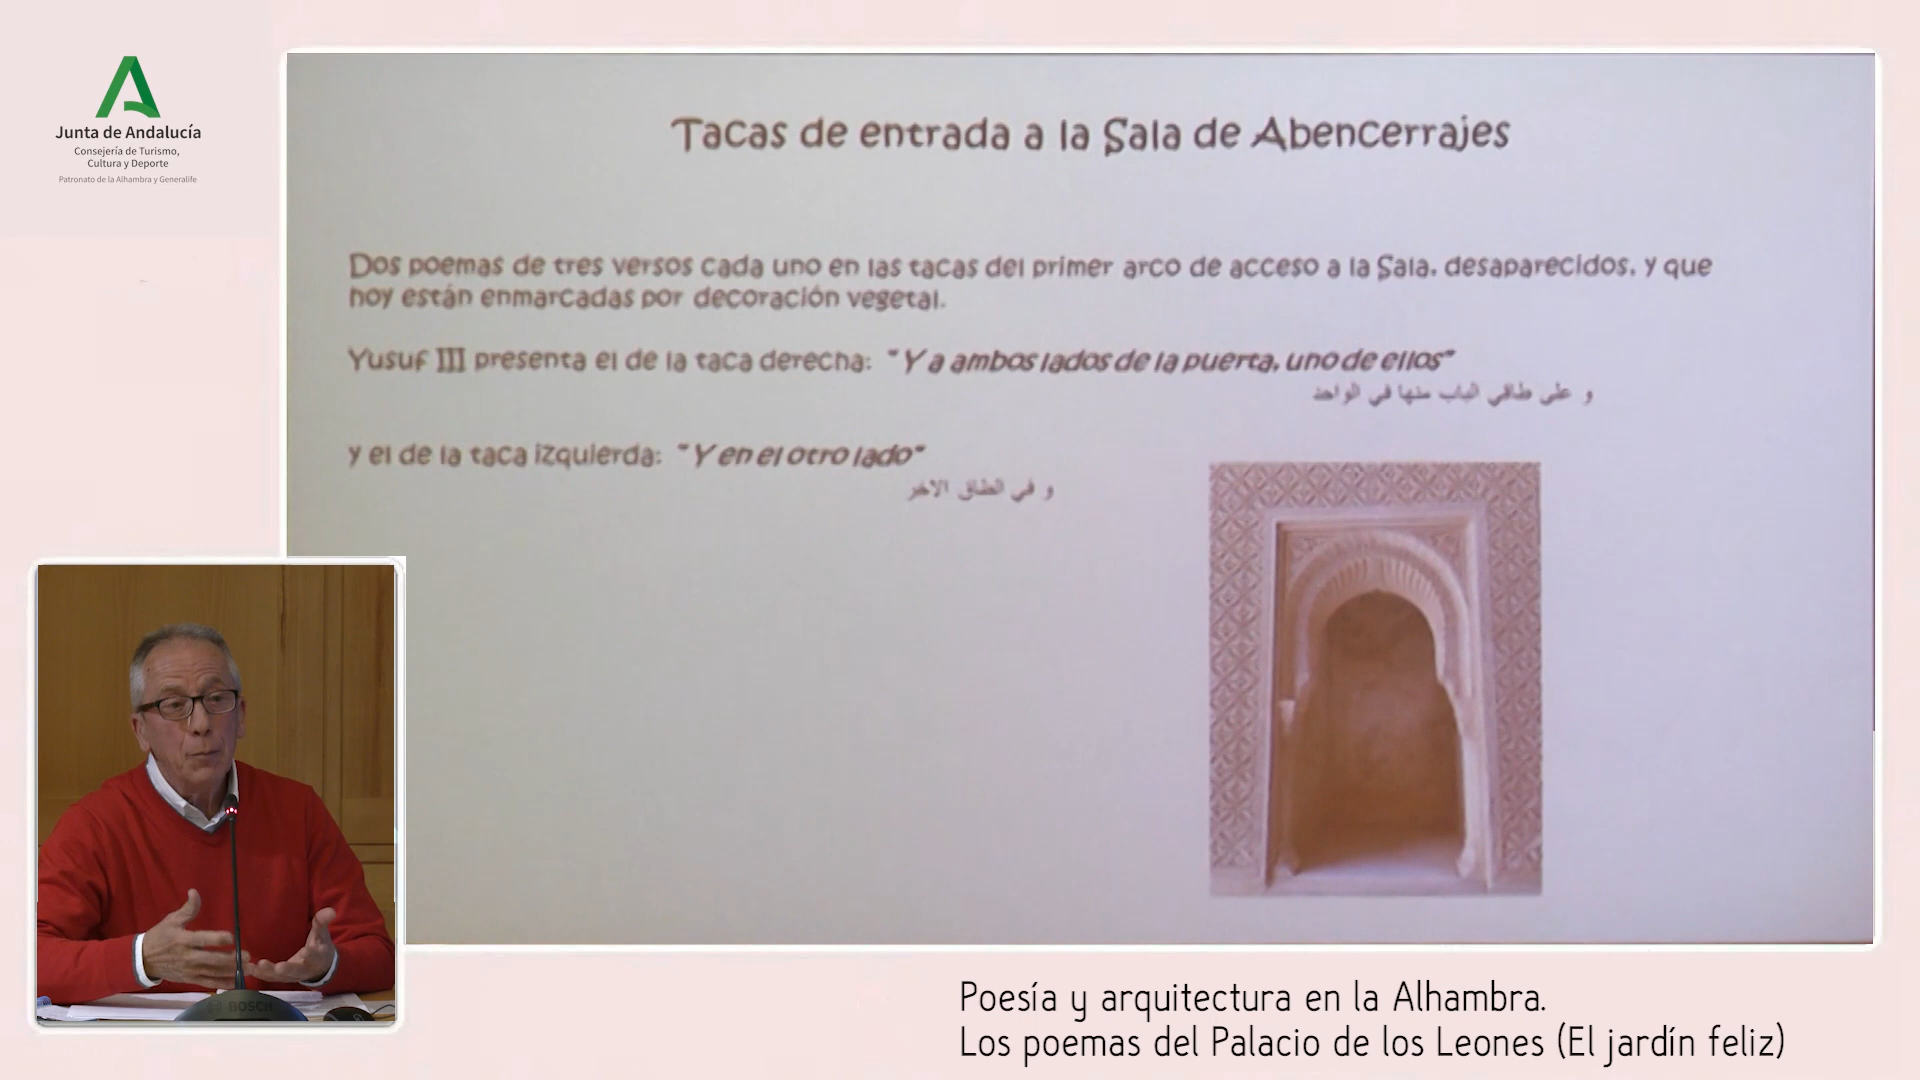 Junta de Andalucía
Consejería de Turismo,
Cultura y Deporte
Patronato de la Alhambra y Generalife
Tacas de entrada a la Sala de Abencerrajes
Dos poemas de tres versos cada uno en las tacas del primer arco de acceso a la Sala, desaparecidos, y que
hoy están enmarcadas por decoración vegetal.
Yusuf III presenta el de la taca derecha: "Y a ambos lados de la puerta, uno de ellos"
و على طاقي الباب منها في الواحد
y el de la taca izquierda: "Y en el otro lado"
و في الطاق الاخر
BOSCH
Poesía y arquitectura en la Alhambra.
Los poemas del Palacio de los Leones (El jardín feliz)